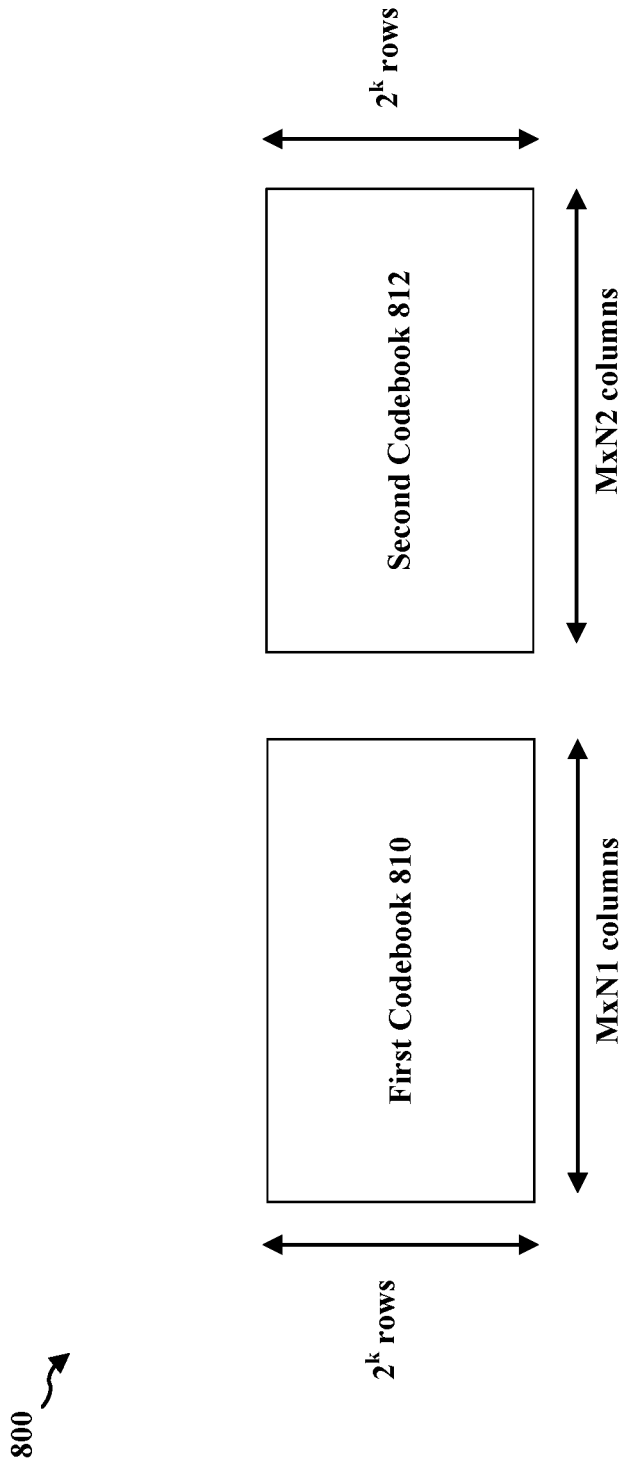 800
2^k rows
First Codebook 810
MxN1 columns
Second Codebook 812
MxN2 columns
2^k rows